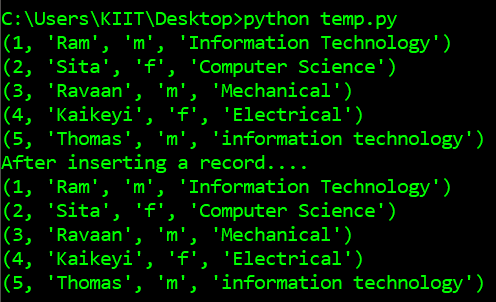 C:\Users\KIIT\Desktop>python temp.py
(1, 'Ram', 'm', 'Information Technology')
(2, 'Sita', 'f', 'Computer Science')
(3, 'Ravaan', 'm', 'Mechanical')
(4, 'Kaikeyi', 'f', 'Electrical')
(5, 'Thomas', 'm', 'information technology')
After inserting a record....
(1, 'Ram', 'm', 'Information Technology')
(2, 'Sita', 'f', 'Computer Science')
(3, 'Ravaan', 'm', 'Mechanical')
(4, 'Kaikeyi', 'f', 'Electrical')
(5, 'Thomas', 'm', 'information technology')